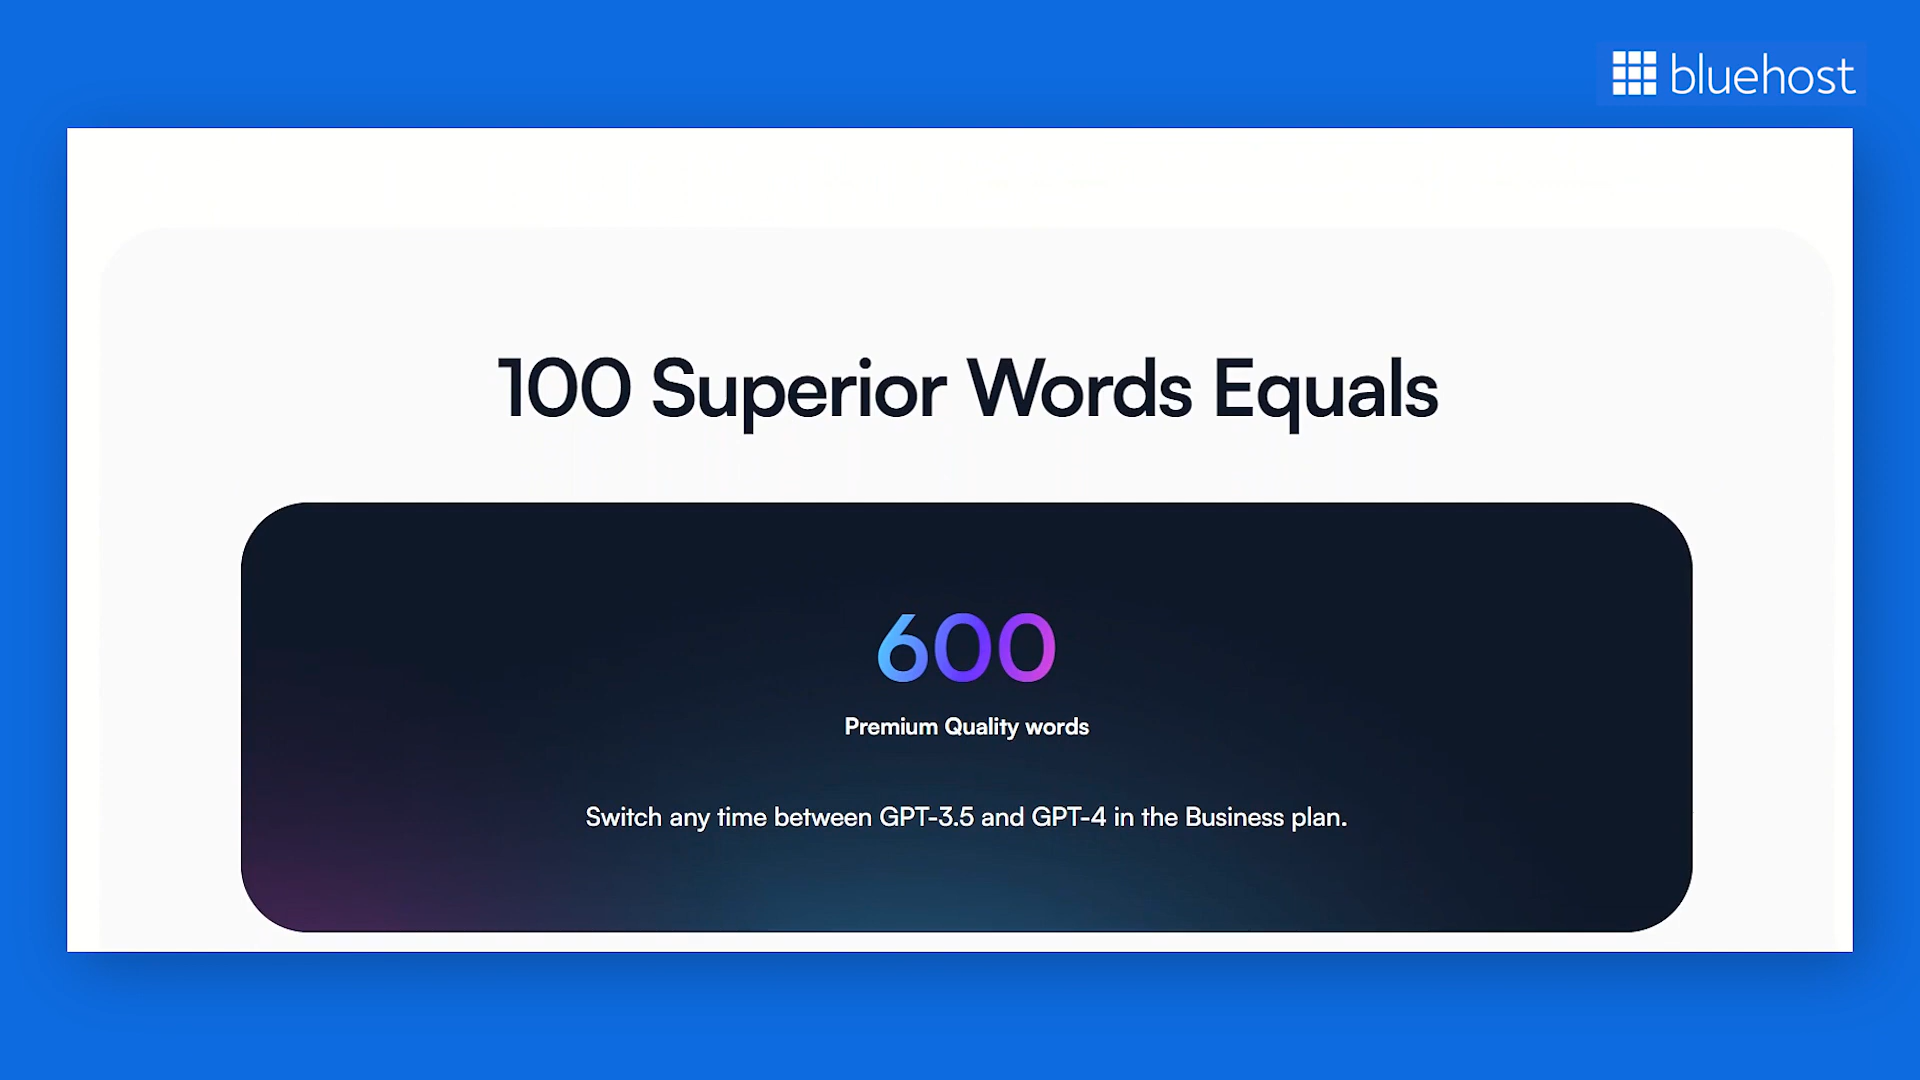 bluehost
100 Superior Words Equals
600
Premium Quality words
Switch any time between GPT-3.5 and GPT-4 in the Business plan.